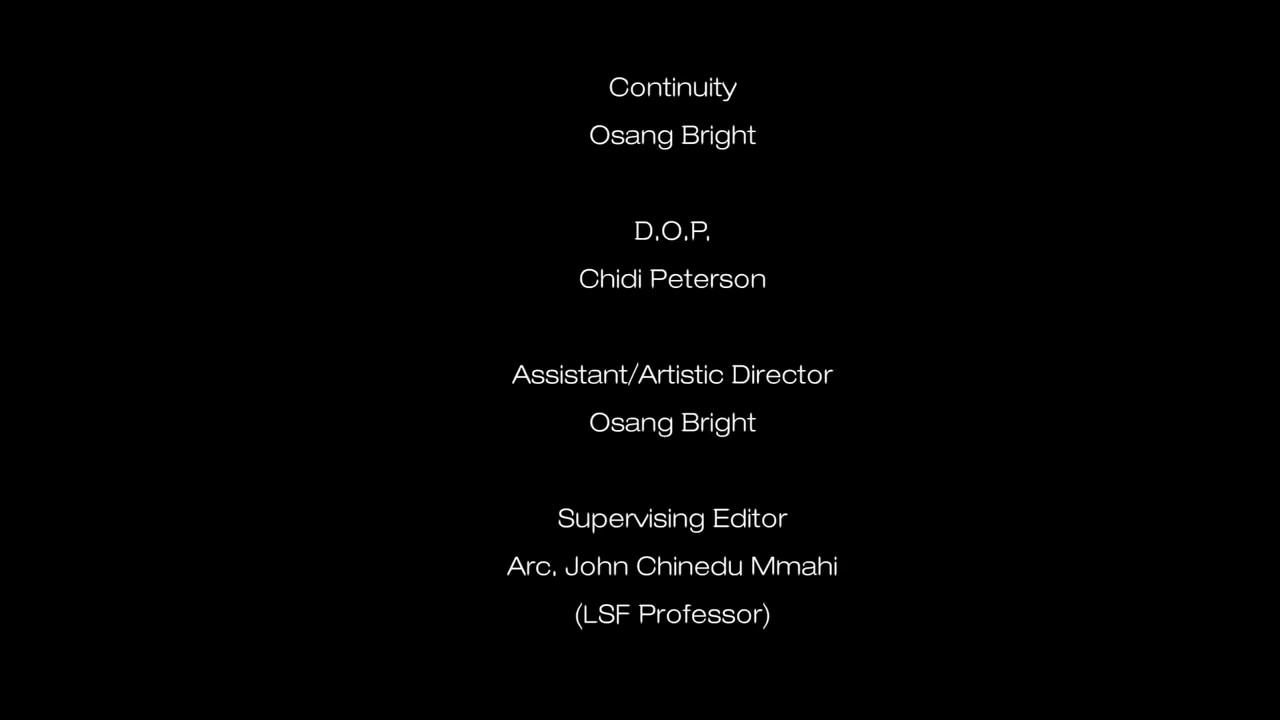 Continuity
Osang Bright
D.O.P.
Chidi Peterson
Assistant/Artistic Director
Osang Bright
Supervising Editor
Arc. John Chinedu Mmahi
(LSF Professor)